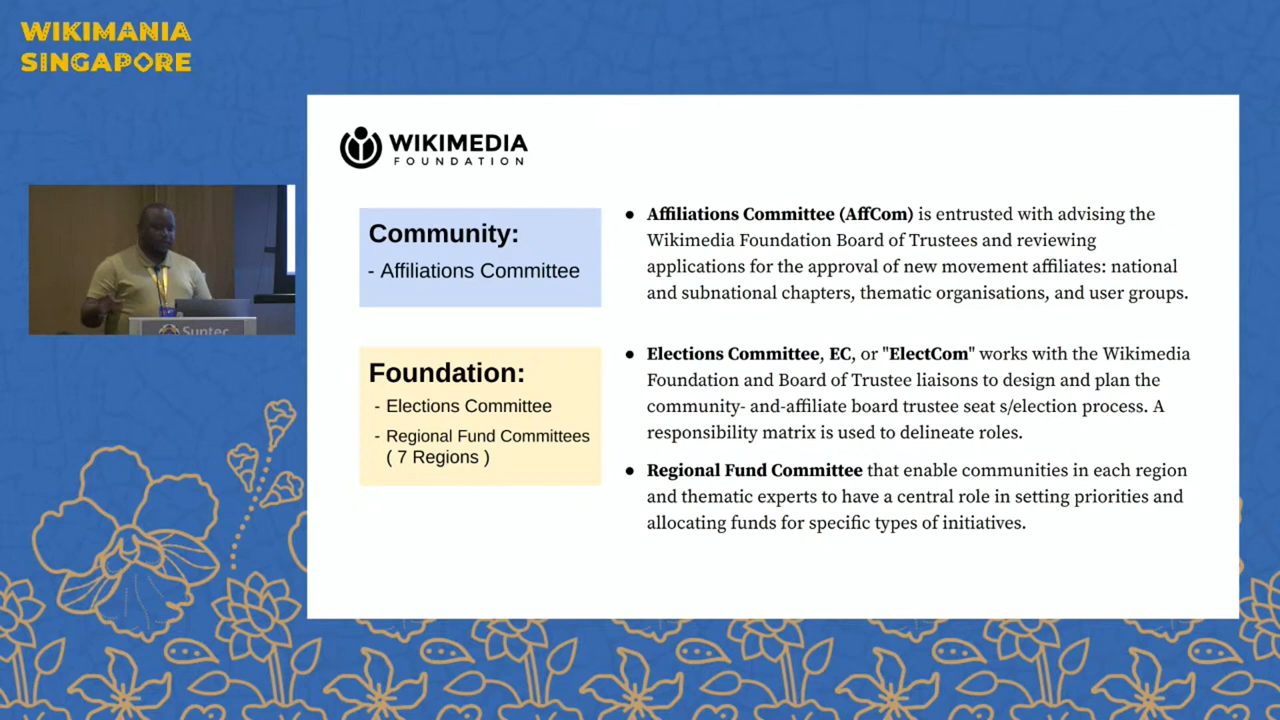 WIKIMANIA
SINGAPORE
WIKIMEDIA
FOUNDATION
Community:
- Affiliations Committee
● Affiliations Committee (AffCom) is entrusted with advising the
Wikimedia Foundation Board of Trustees and reviewing
applications for the approval of new movement affiliates: national
and subnational chapters, thematic organisations, and user groups.
Foundation:
- Elections Committee
- Regional Fund Committees
( 7 Regions )
● Elections Committee, EC, or "ElectCom" works with the Wikimedia
Foundation and Board of Trustee liaisons to design and plan the
community- and-affiliate board trustee seat s/election process. A
responsibility matrix is used to delineate roles.
● Regional Fund Committee that enable communities in each region
and thematic experts to have a central role in setting priorities and
allocating funds for specific types of initiatives.
Suntec